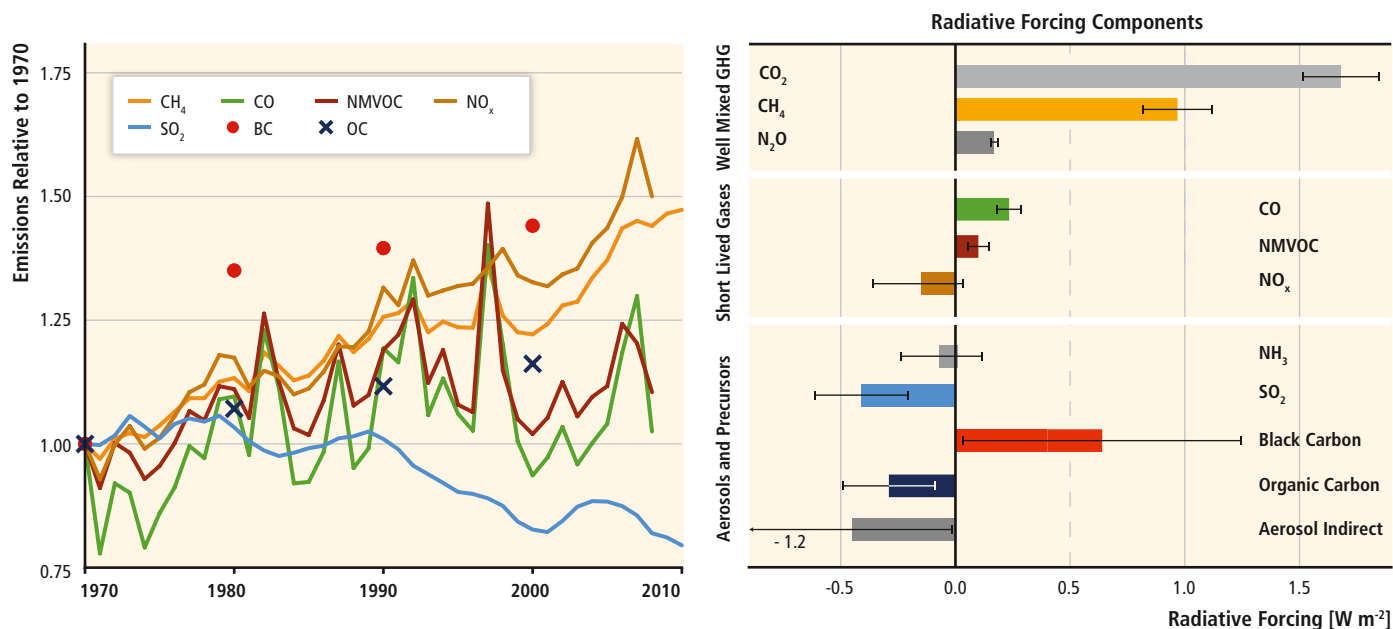 Emissions Relative to 1970
1.75
1.50
1.25
1.00
0.75
CH₄ CO NMVOC NOₓ
SO₂ BC OC
1970 1980 1990 2000 2010
Radiative Forcing Components
Well Mixed GHG
CO₂
CH₄
N₂O
Short Lived Gases
CO
NMVOC
NOₓ
Aerosols and Precursors
NH₃
SO₂
Black Carbon
Organic Carbon
Aerosol Indirect
- 1.2
-0.5 0.0 0.5 1.0 1.5
Radiative Forcing [W m⁻²]